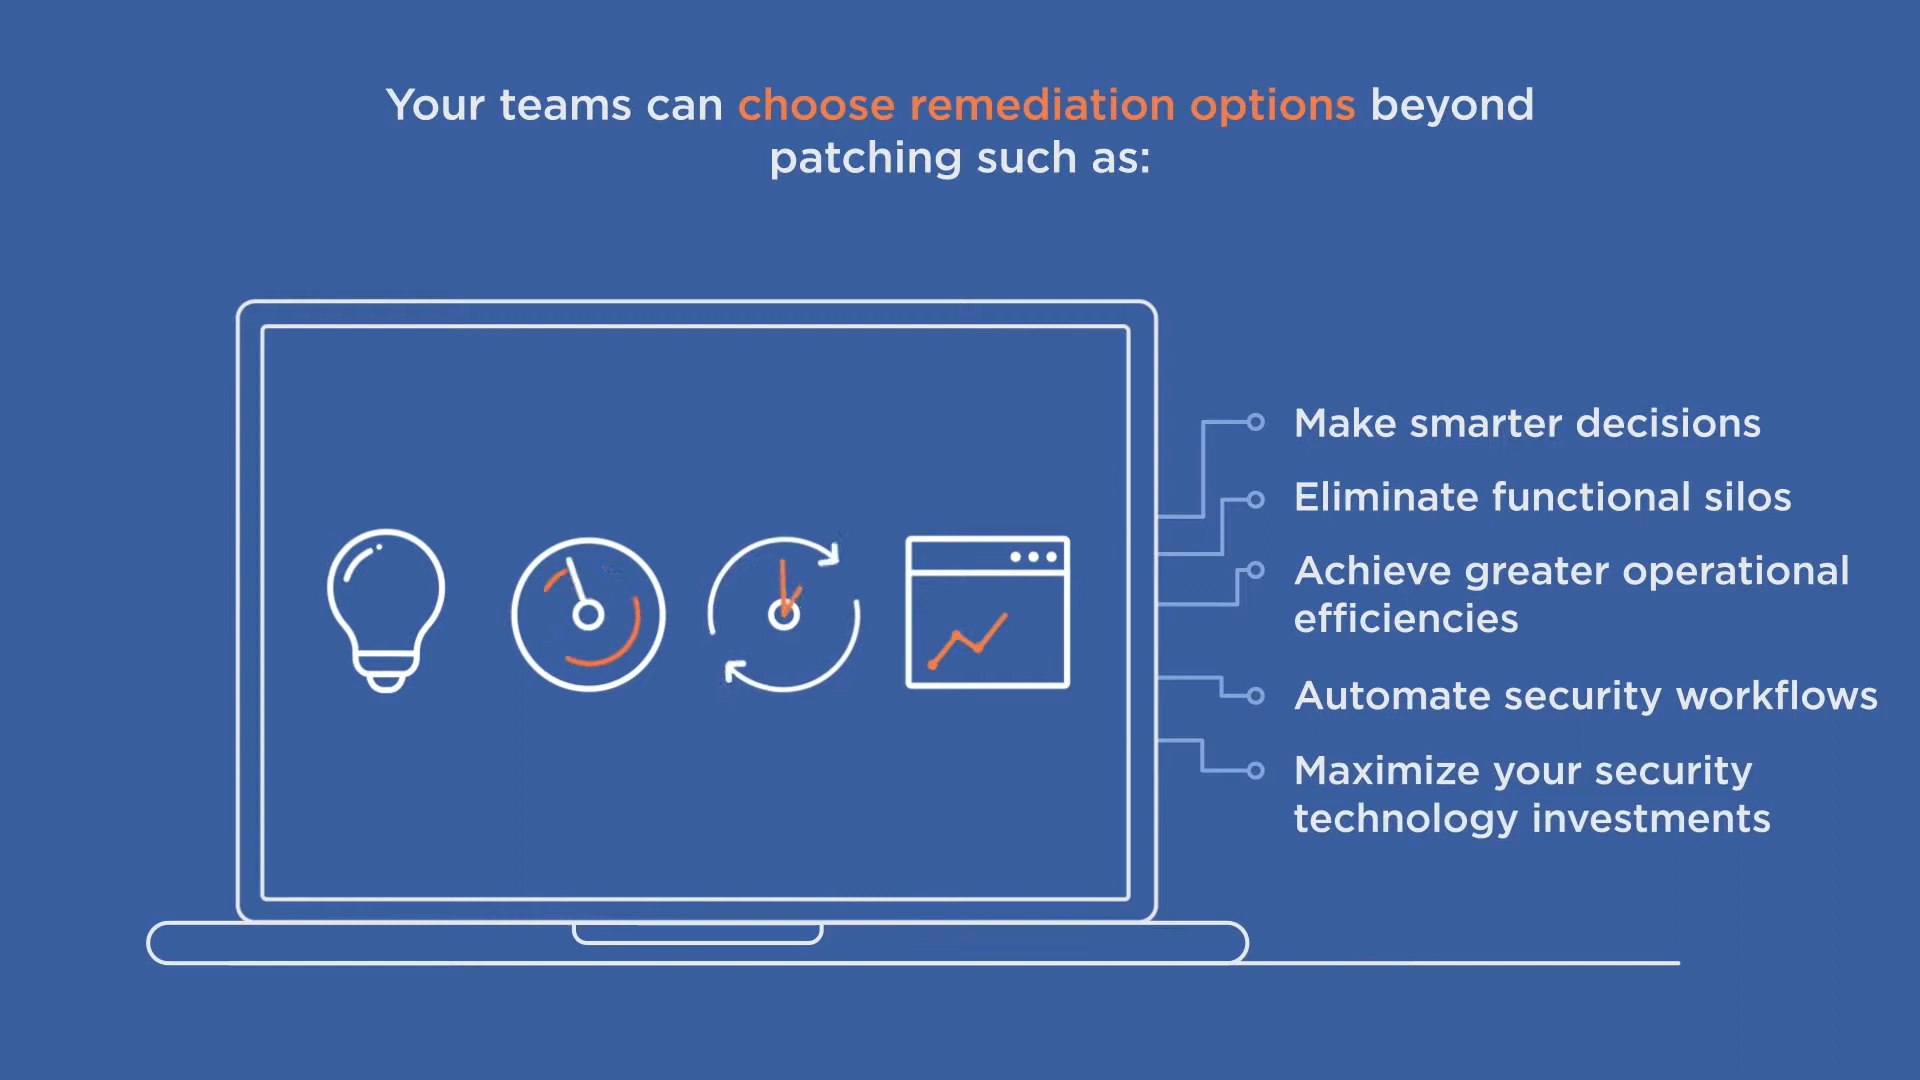 Your teams can choose remediation options beyond
patching such as:
Make smarter decisions
Eliminate functional silos
Achieve greater operational
efficiencies
Automate security workflows
Maximize your security
technology investments